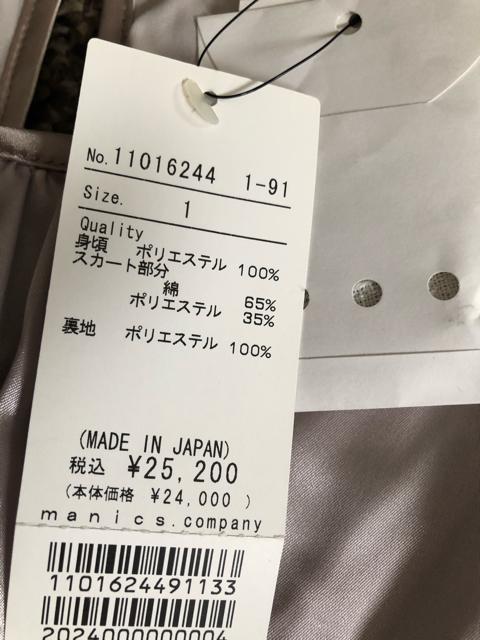 No. 11016244 1-91
Size. 1
Quality
身頃 ポリエステル 100%
スカート部分
綿 65%
ポリエステル 35%
裏地 ポリエステル 100%
(MADE IN JAPAN)
税込 ¥25,200
(本体価格 ¥24,000 )
manics.company
1101624491133
2024000000004